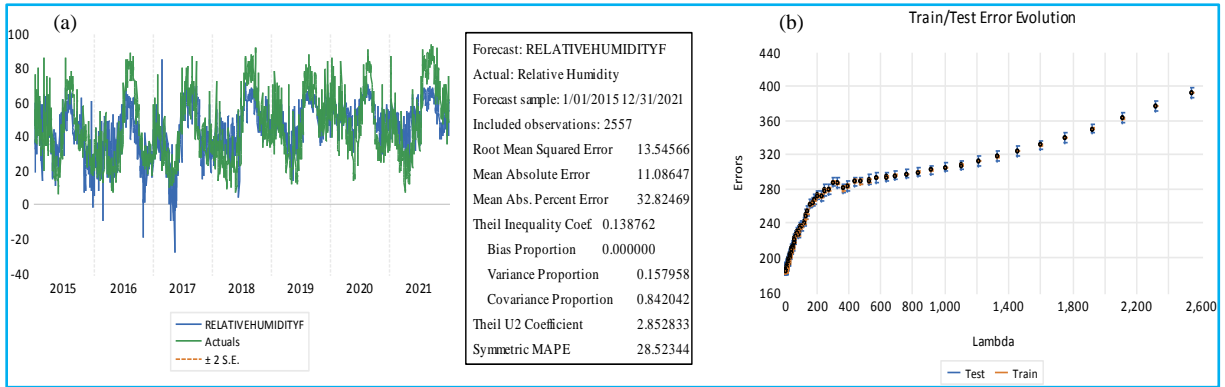 (a)
100
80
60
40
20
0
-20
-40
2015 2016 2017 2018 2019 2020 2021
RELATIVEHUMIDITYF
Actuals
± 2 S.E.
Forecast: RELATIVEHUMIDITYF
Actual: Relative Humidity
Forecast sample: 1/01/2015 12/31/2021
Included observations: 2557
Root Mean Squared Error 13.54566
Mean Absolute Error 11.08647
Mean Abs. Percent Error 32.82469
Theil Inequality Coef. 0.138762
Bias Proportion 0.000000
Variance Proportion 0.157958
Covariance Proportion 0.842042
Theil U2 Coefficient 2.852833
Symmetric MAPE 28.52344
(b)
Train/Test Error Evolution
Errors
440
400
360
320
280
240
200
160
0 200 400 600 800 1,000 1,400 1,800 2,200 2,600
Lambda
Test Train